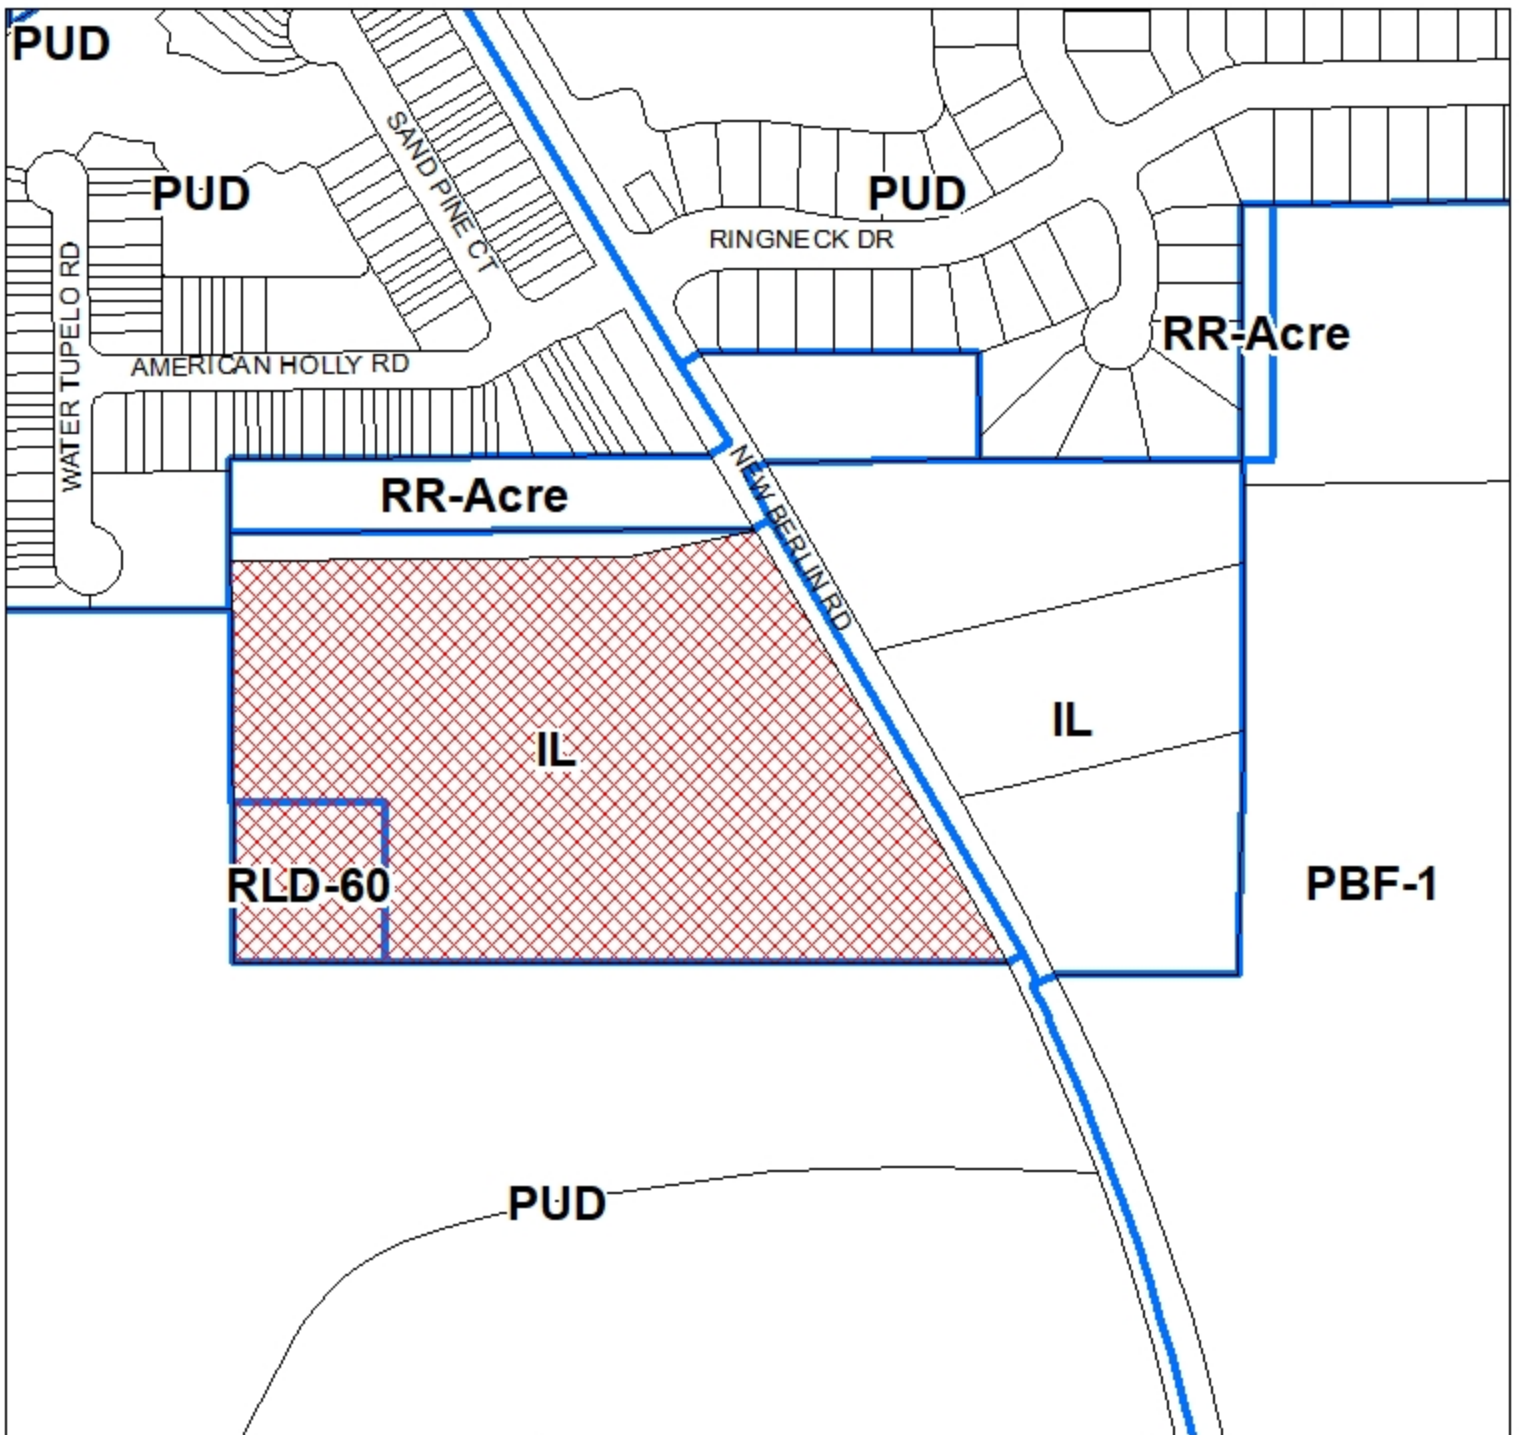 PUD
SAND PINE CT
PUD
PUD
RINGNECK DR
WATER TUPELO RD
RR-Acre
AMERICAN HOLLY RD
RR-Acre
NEW BERLIN RD
IL
IL
RLD-60
PBF-1
PUD